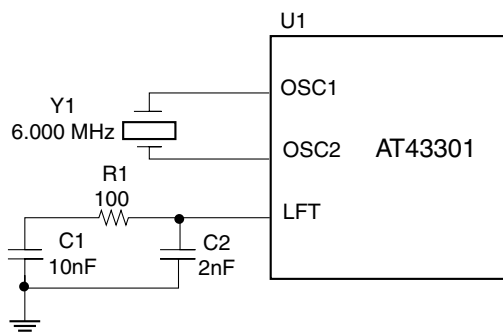 U1
OSC1
Y1
6.000 MHz
OSC2
AT43301
R1
100
LFT
C1
10nF
C2
2nF